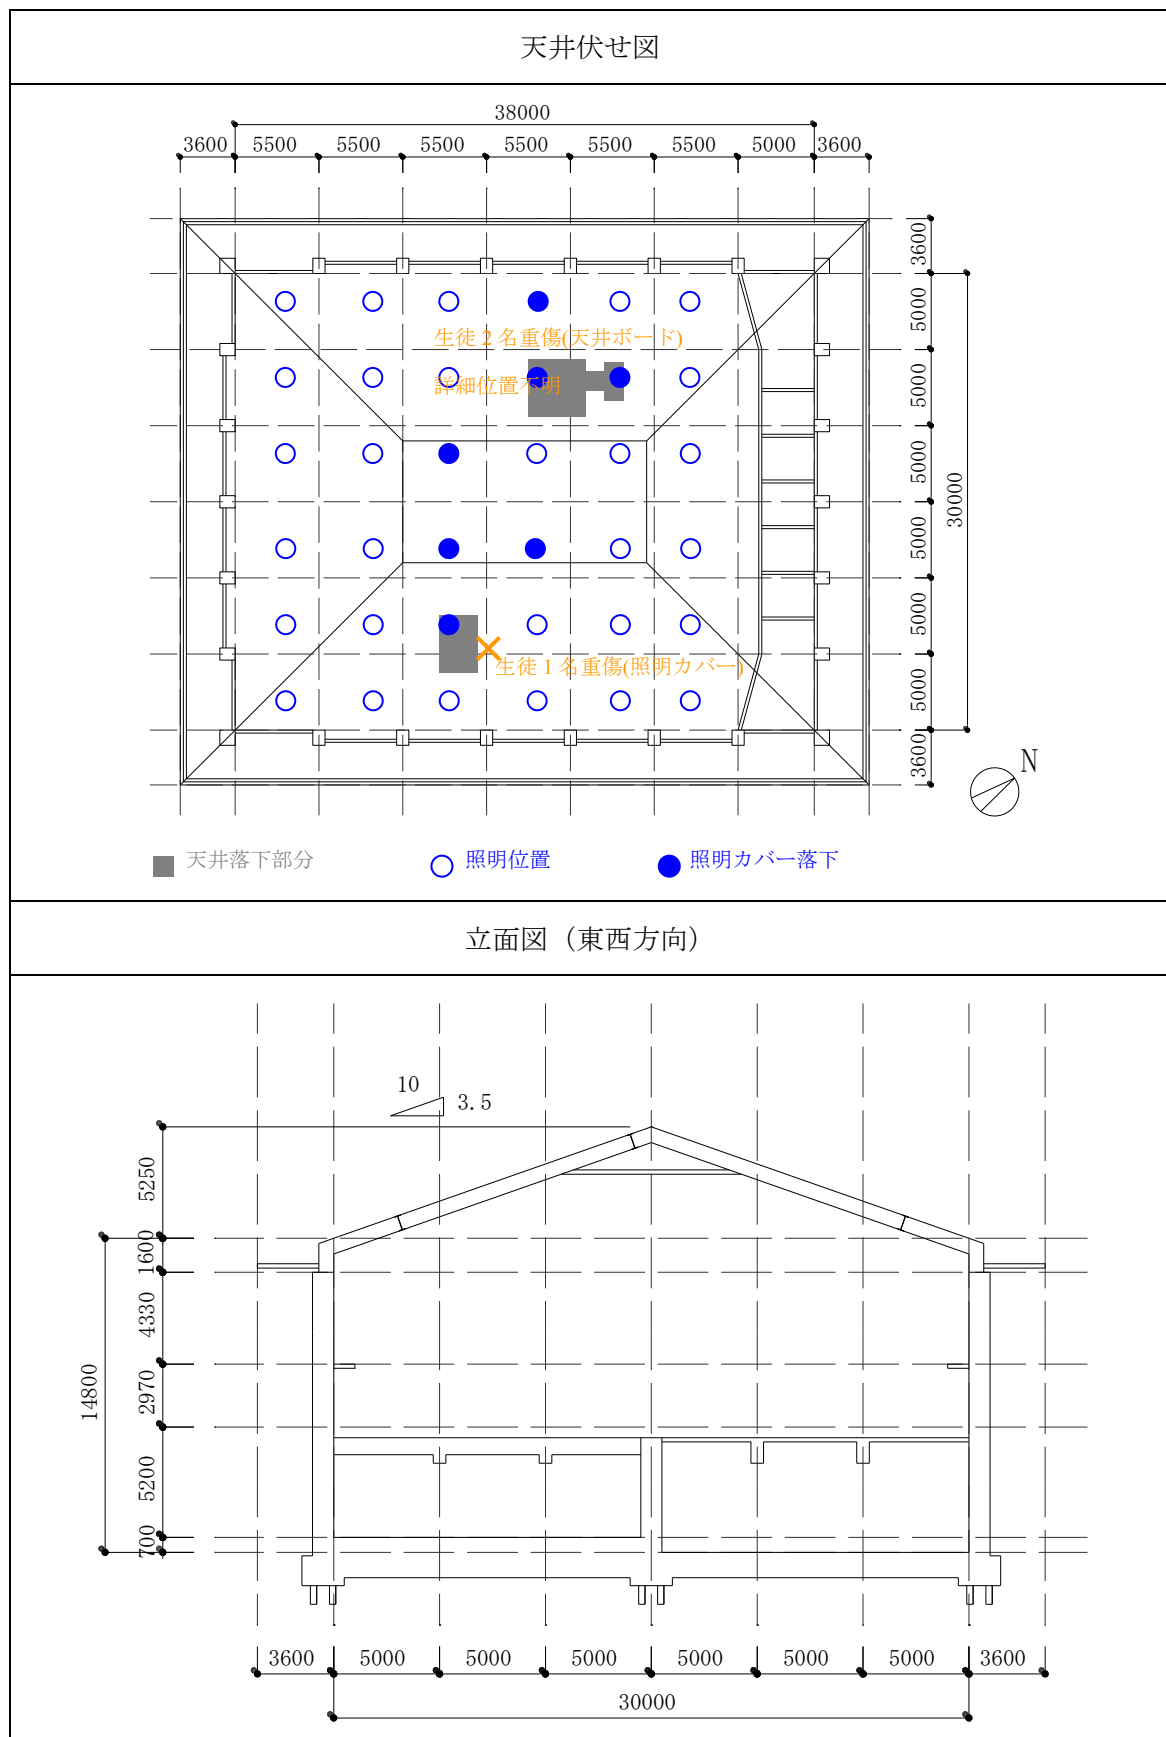 天井伏せ図
38000
3600 5500 5500 5500 5500 5500 5500 5000 3600
3600
5000
5000
5000
5000
5000
5000
3600
30000
生徒2名重傷(天井ボード)
詳細位置不明
生徒1名重傷(照明カバー)
N
天井落下部分 照明位置 照明カバー落下
立面図（東西方向）
10
3.5
5250
1600
4330
2970
5200
700
14800
3600 5000 5000 5000 5000 5000 5000 3600
30000